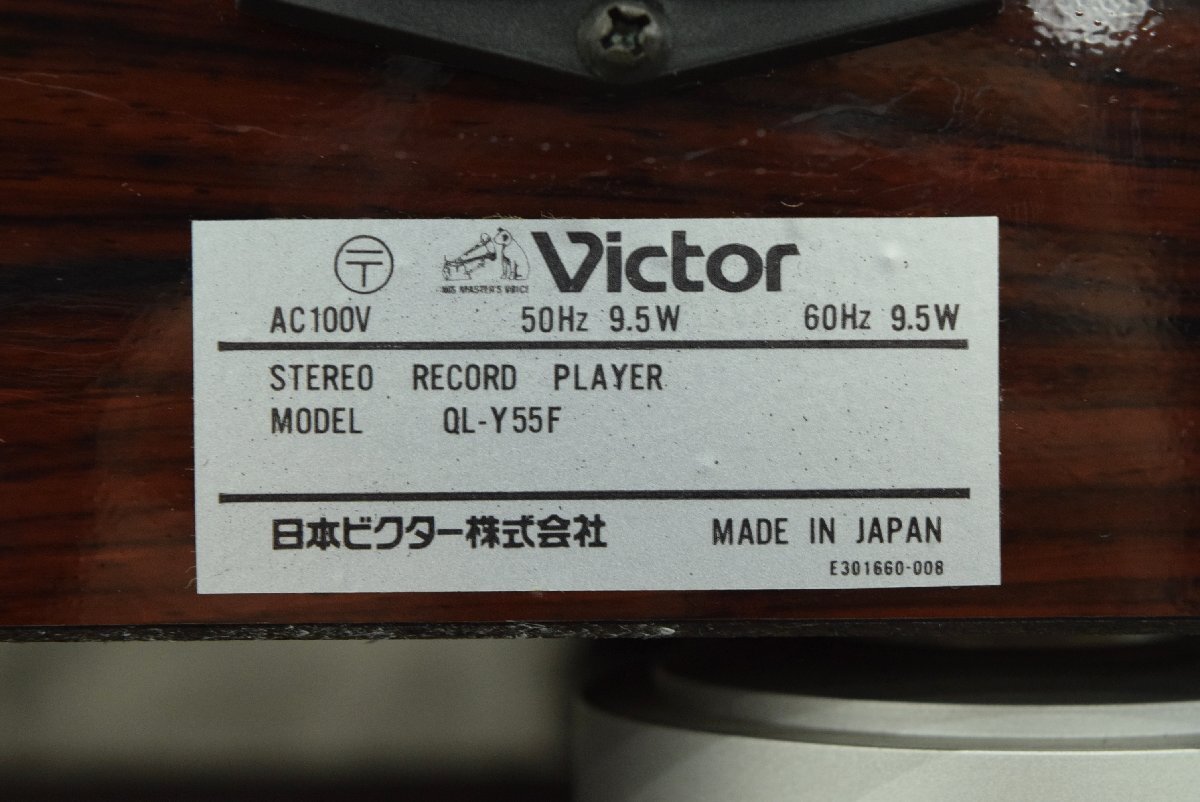 〒 HIS MASTER'S VOICE Victor
AC100V 50Hz 9.5W 60Hz 9.5W
STEREO RECORD PLAYER
MODEL QL-Y55F
日本ビクター株式会社 MADE IN JAPAN
E301660-008